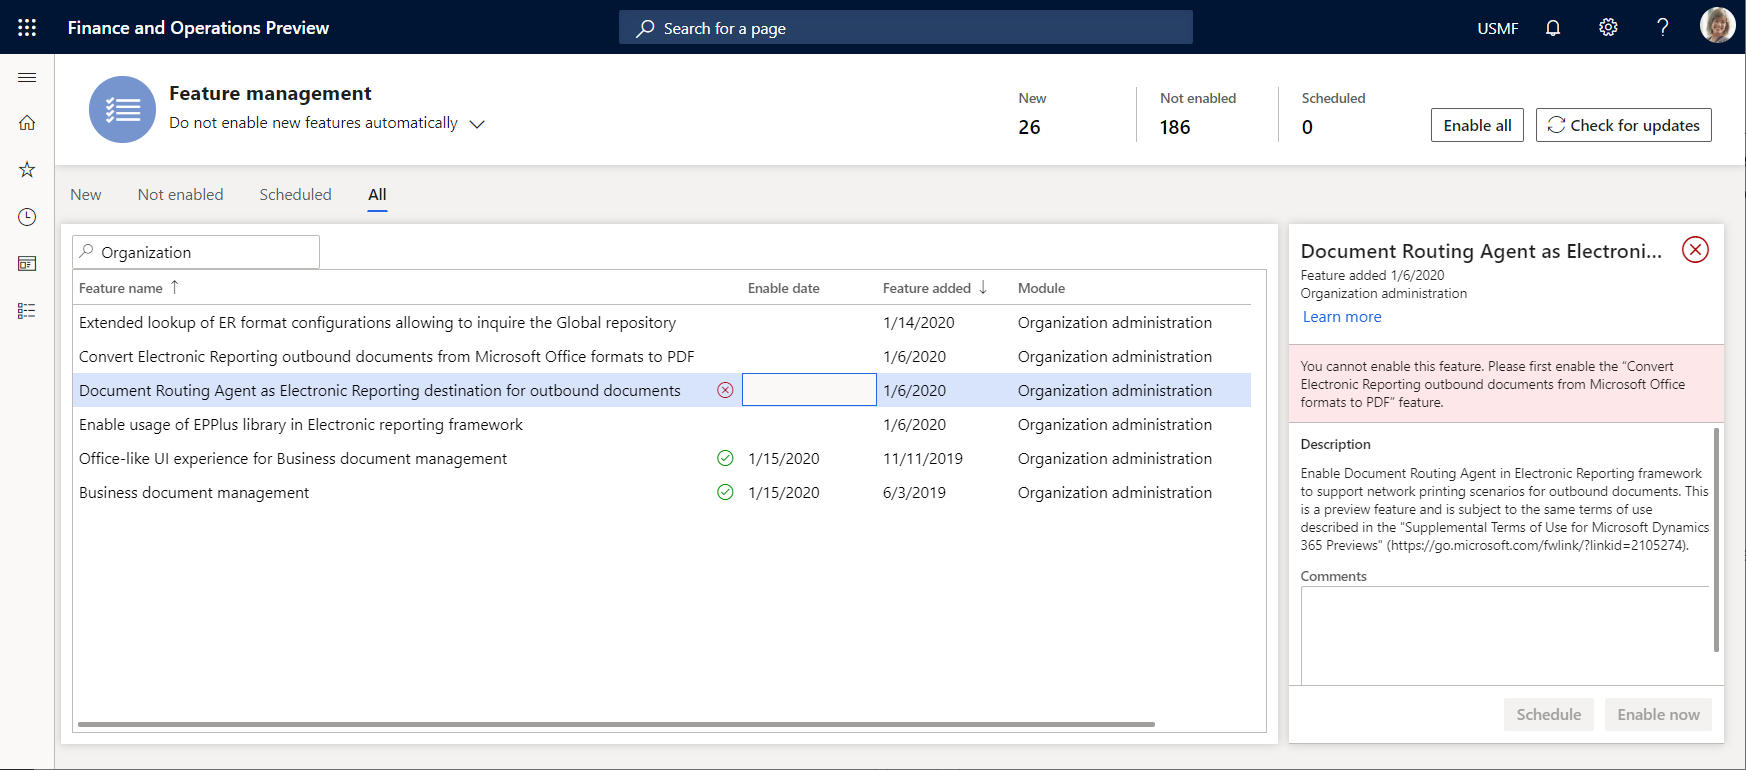 Finance and Operations Preview
Search for a page
USMF
Feature management
Do not enable new features automatically
New
26
Not enabled
186
Scheduled
0
Enable all
Check for updates
New
Not enabled
Scheduled
All
Organization
Feature name
Enable date
Feature added
Module
Extended lookup of ER format configurations allowing to inquire the Global repository
1/14/2020
Organization administration
Convert Electronic Reporting outbound documents from Microsoft Office formats to PDF
1/6/2020
Organization administration
Document Routing Agent as Electronic Reporting destination for outbound documents
1/6/2020
Organization administration
Enable usage of EPPlus library in Electronic reporting framework
1/6/2020
Organization administration
Office-like UI experience for Business document management
1/15/2020
11/11/2019
Organization administration
Business document management
1/15/2020
6/3/2019
Organization administration
Document Routing Agent as Electroni...
Feature added 1/6/2020
Organization administration
Learn more
You cannot enable this feature. Please first enable the “Convert
Electronic Reporting outbound documents from Microsoft Office
formats to PDF” feature.
Description
Enable Document Routing Agent in Electronic Reporting framework
to support network printing scenarios for outbound documents. This
is a preview feature and is subject to the same terms of use
described in the "Supplemental Terms of Use for Microsoft Dynamics
365 Previews" (https://go.microsoft.com/fwlink/?linkid=2105274).
Comments
Schedule
Enable now